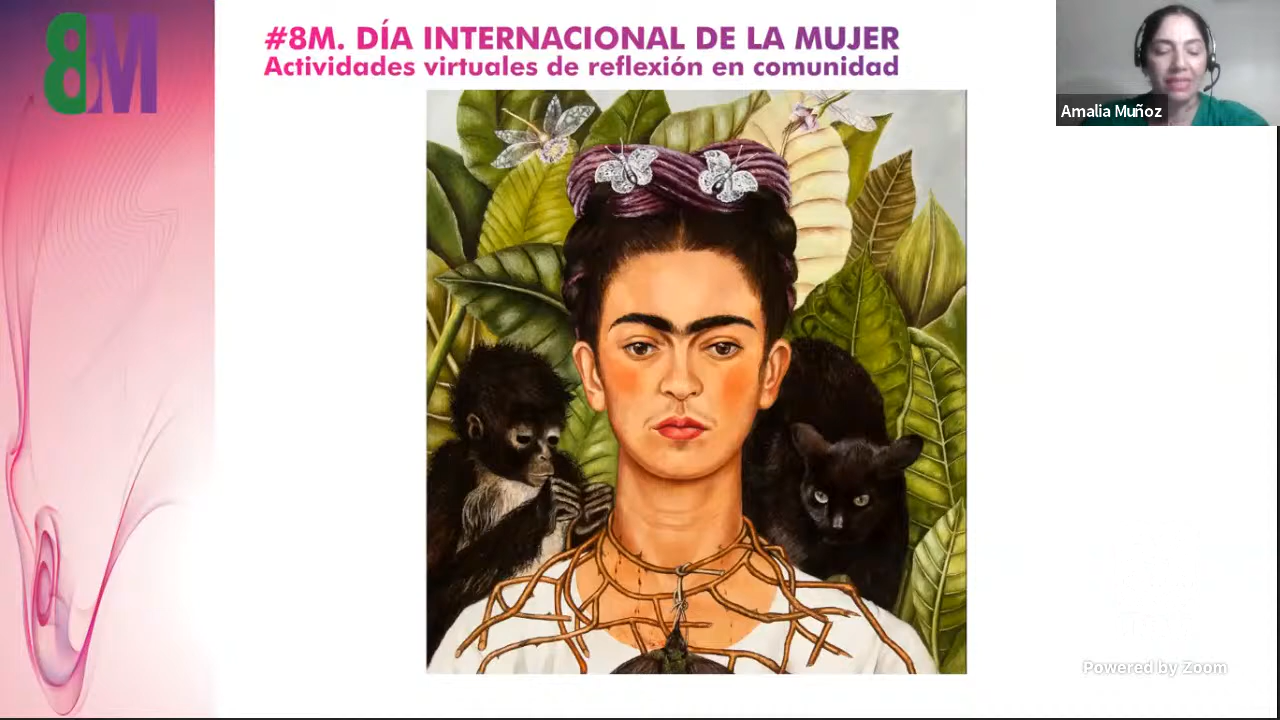 8M
#8M. DÍA INTERNACIONAL DE LA MUJER
Actividades virtuales de reflexión en comunidad
Amalia Muñoz
Powered by Zoom